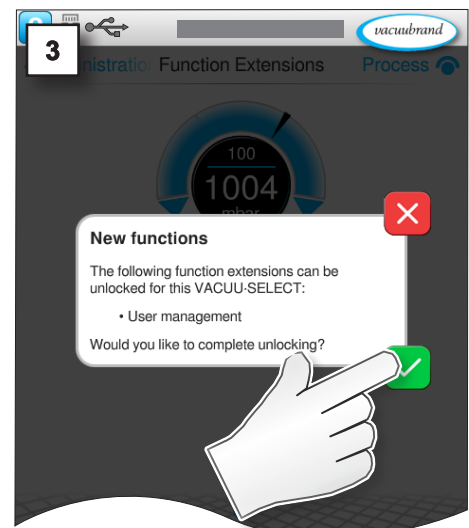 vacuubrand
3
nistratio Function Extensions Process
100
1004
mbar
New functions
The following function extensions can be
unlocked for this VACUU·SELECT:
• User management
Would you like to complete unlocking?